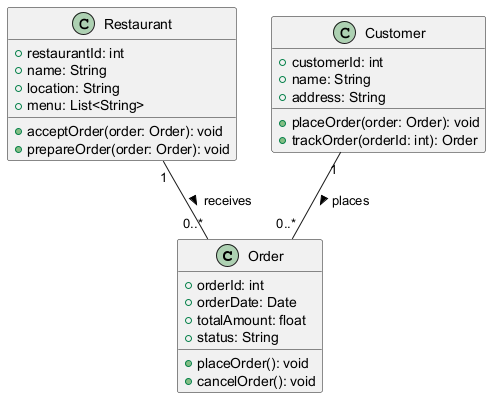 C Restaurant
restaurantId: int
name: String
location: String
menu: List<String>
acceptOrder(order: Order): void
prepareOrder(order: Order): void
C Customer
customerId: int
name: String
address: String
placeOrder(order: Order): void
trackOrder(orderId: int): Order
1
receives
0..*
1
places
0..*
C Order
orderId: int
orderDate: Date
totalAmount: float
status: String
placeOrder(): void
cancelOrder(): void